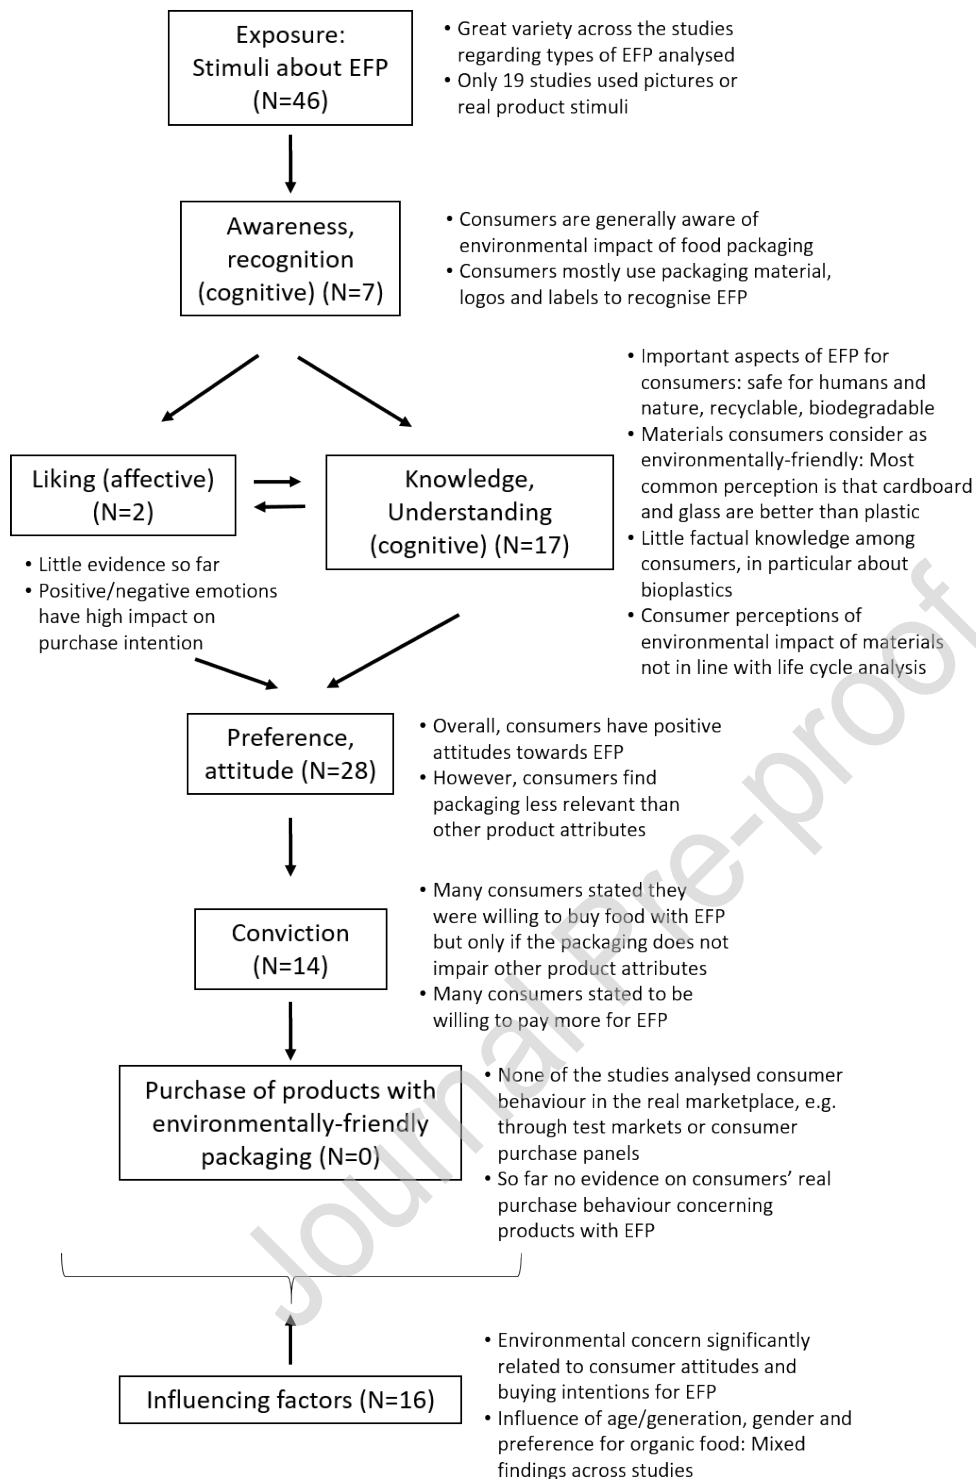 Exposure:
Stimuli about EFP
(N=46)
• Great variety across the studies
regarding types of EFP analysed
• Only 19 studies used pictures or
real product stimuli
Awareness,
recognition
(cognitive) (N=7)
• Consumers are generally aware of
environmental impact of food packaging
• Consumers mostly use packaging material,
logos and labels to recognise EFP
Liking (affective)
(N=2)
• Little evidence so far
• Positive/negative emotions
have high impact on
purchase intention
Knowledge,
Understanding
(cognitive) (N=17)
• Important aspects of EFP for
consumers: safe for humans and
nature, recyclable, biodegradable
• Materials consumers consider as
environmentally-friendly: Most
common perception is that cardboard
and glass are better than plastic
• Little factual knowledge among
consumers, in particular about
bioplastics
• Consumer perceptions of
environmental impact of materials
not in line with life cycle analysis
Preference,
attitude (N=28)
• Overall, consumers have positive
attitudes towards EFP
• However, consumers find
packaging less relevant than
other product attributes
Conviction
(N=14)
• Many consumers stated they
were willing to buy food with EFP
but only if the packaging does not
impair other product attributes
• Many consumers stated to be
willing to pay more for EFP
Purchase of products with
environmentally-friendly
packaging (N=0)
• None of the studies analysed consumer
behaviour in the real marketplace, e.g.
through test markets or consumer
purchase panels
• So far no evidence on consumers’ real
purchase behaviour concerning
products with EFP
Influencing factors (N=16)
• Environmental concern significantly
related to consumer attitudes and
buying intentions for EFP
• Influence of age/generation, gender and
preference for organic food: Mixed
findings across studies
Journal Pre-proof